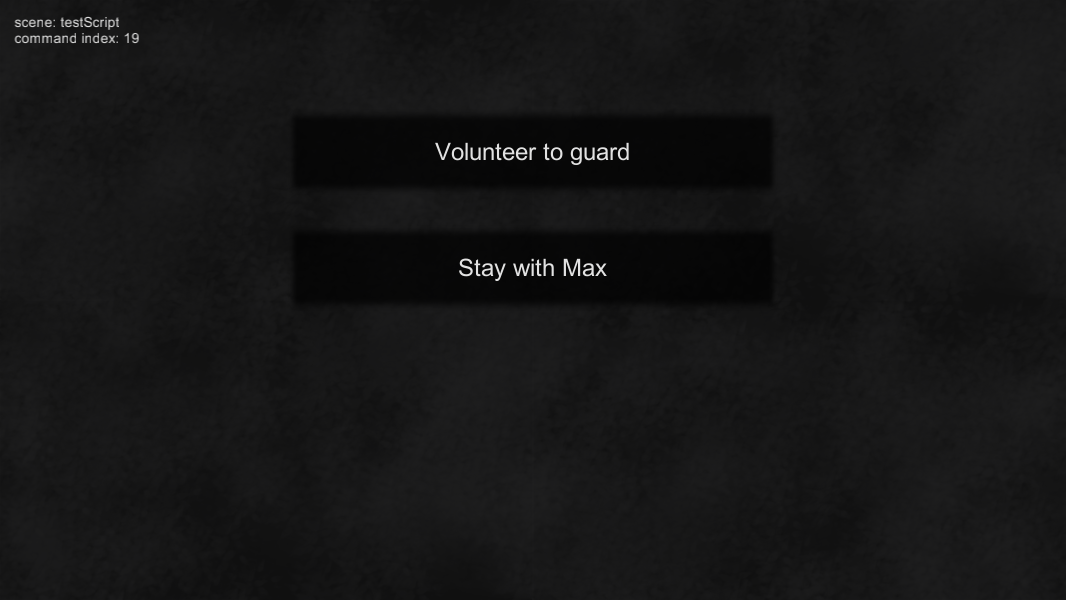 scene: testScript
command index: 19
Volunteer to guard
Stay with Max